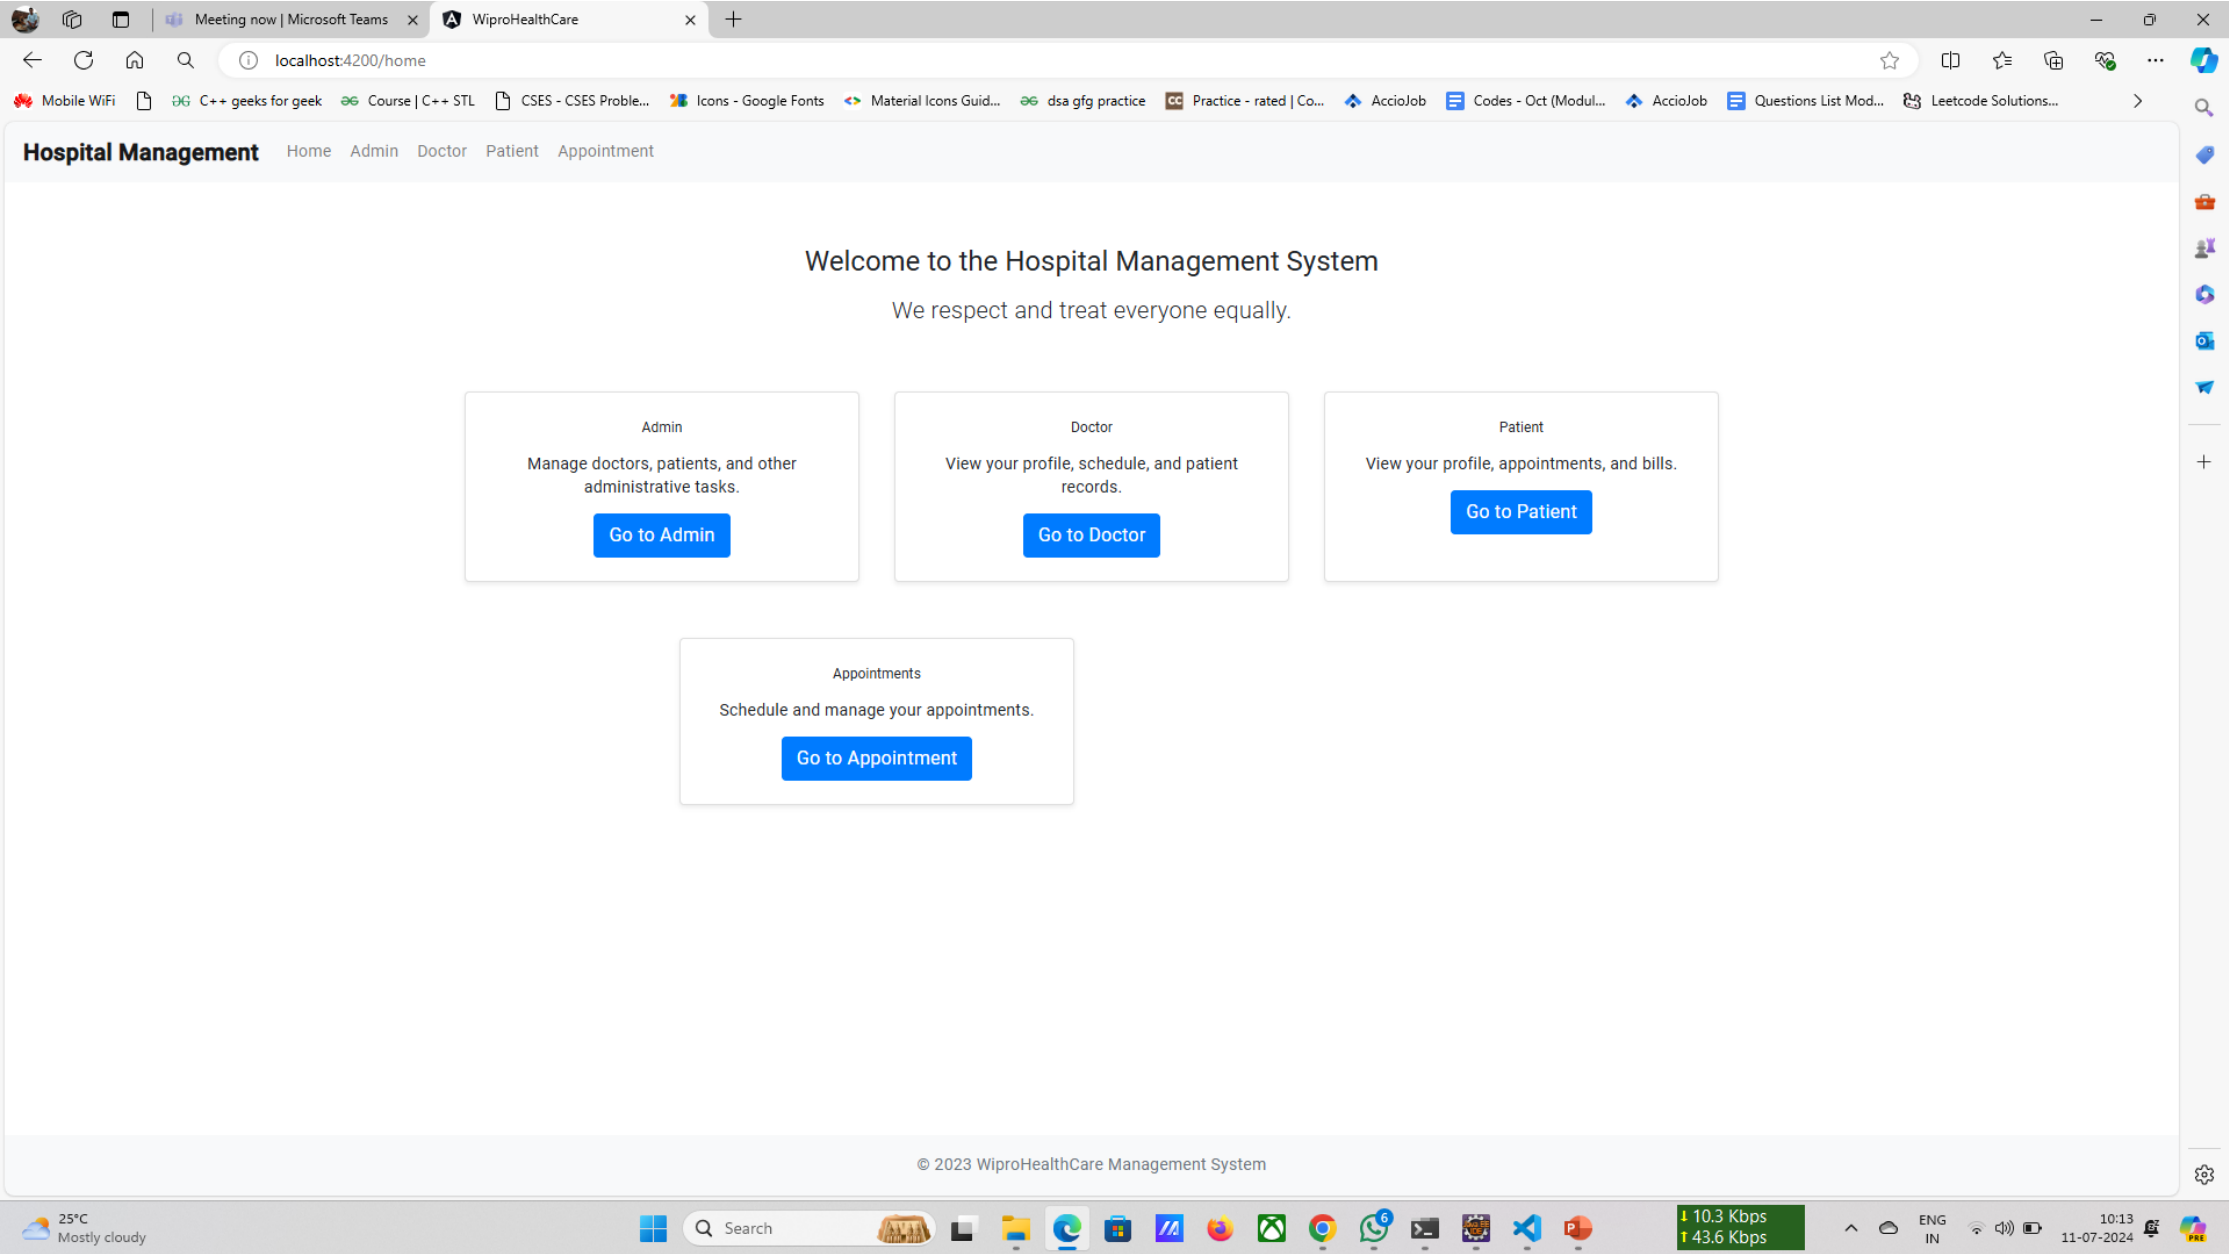 Meeting now | Microsoft Teams
WiproHealthCare
localhost:4200/home
Mobile WiFi
C++ geeks for geek
Course | C++ STL
CSES - CSES Proble...
Icons - Google Fonts
Material Icons Guid...
dsa gfg practice
CC
Practice - rated | Co...
AccioJob
Codes - Oct (Modul...
AccioJob
Questions List Mod...
Leetcode Solutions...
Hospital Management
Home
Admin
Doctor
Patient
Appointment
Welcome to the Hospital Management System
We respect and treat everyone equally.
Admin
Manage doctors, patients, and other
administrative tasks.
Go to Admin
Doctor
View your profile, schedule, and patient
records.
Go to Doctor
Patient
View your profile, appointments, and bills.
Go to Patient
Appointments
Schedule and manage your appointments.
Go to Appointment
© 2023 WiproHealthCare Management System
25°C
Mostly cloudy
Search
6
10.3 Kbps
43.6 Kbps
ENG
IN
10:13
11-07-2024
PRE